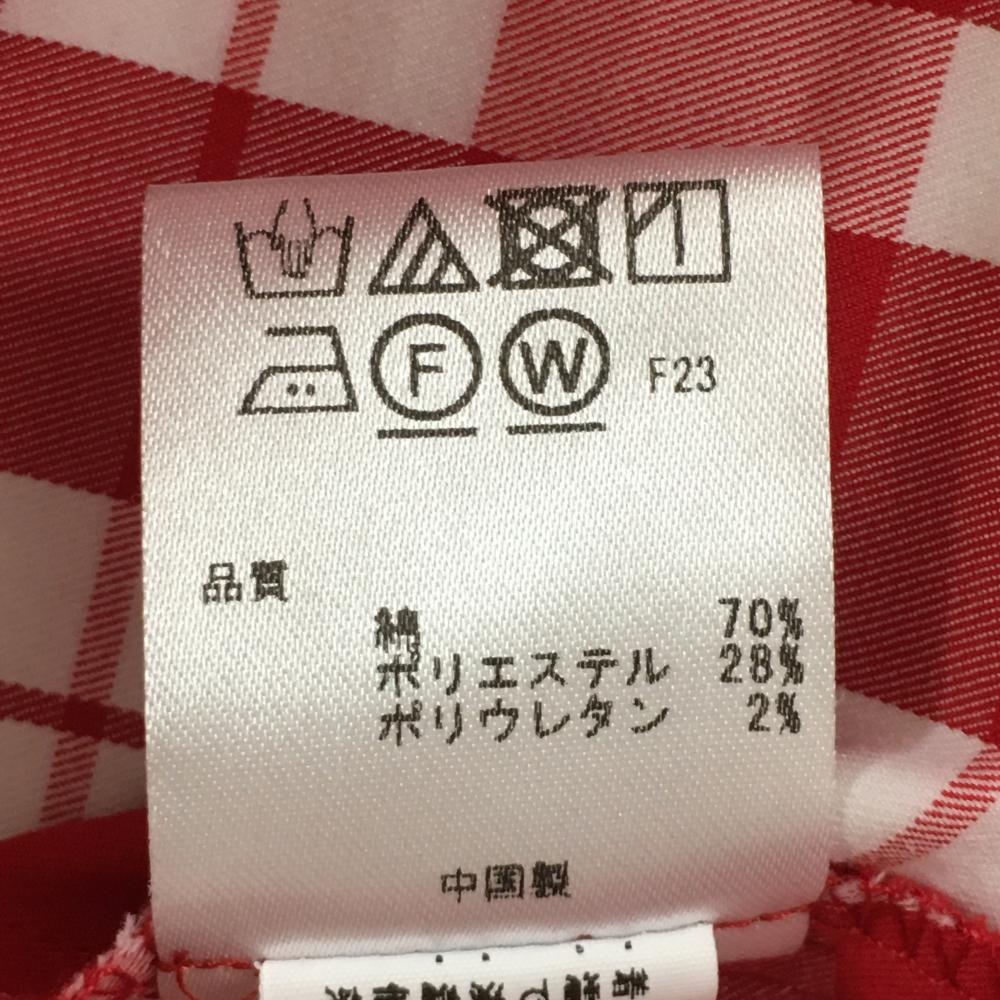 F W F23
品質
綿 70%
ポリエステル 28%
ポリウレタン 2%
中国製